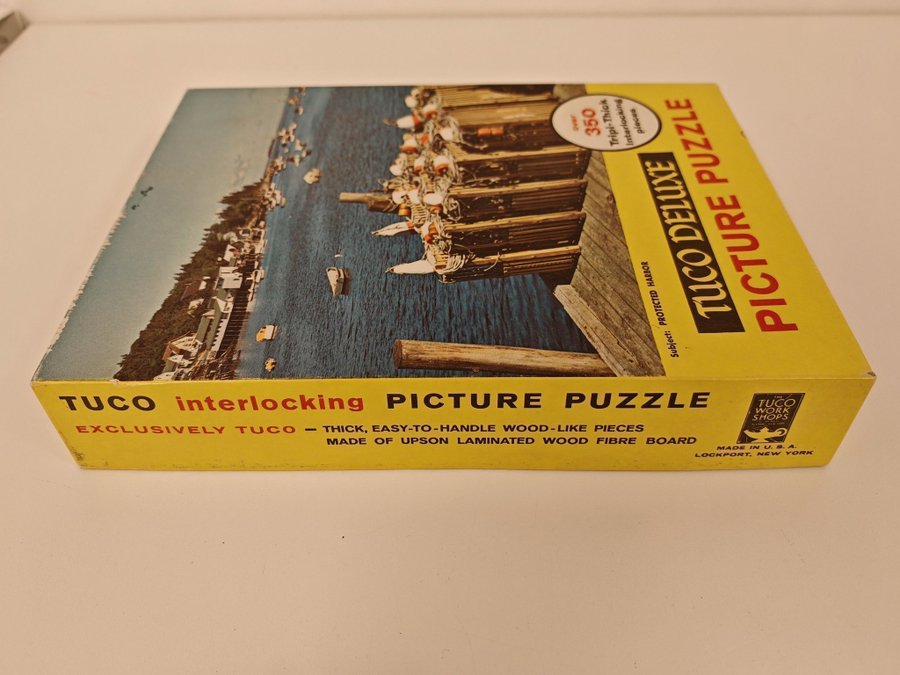 over
350
Tripl-Thick
interlocking
pieces
TUCO DELUXE
PICTURE PUZZLE
Subject: PROTECTED HARBOR
TUCO interlocking PICTURE PUZZLE
EXCLUSIVELY TUCO – THICK, EASY-TO-HANDLE WOOD-LIKE PIECES
MADE OF UPSON LAMINATED WOOD FIBRE BOARD
THE
TUCO
WORK
SHOPS
MADE IN U. S. A.
LOCKPORT, NEW YORK